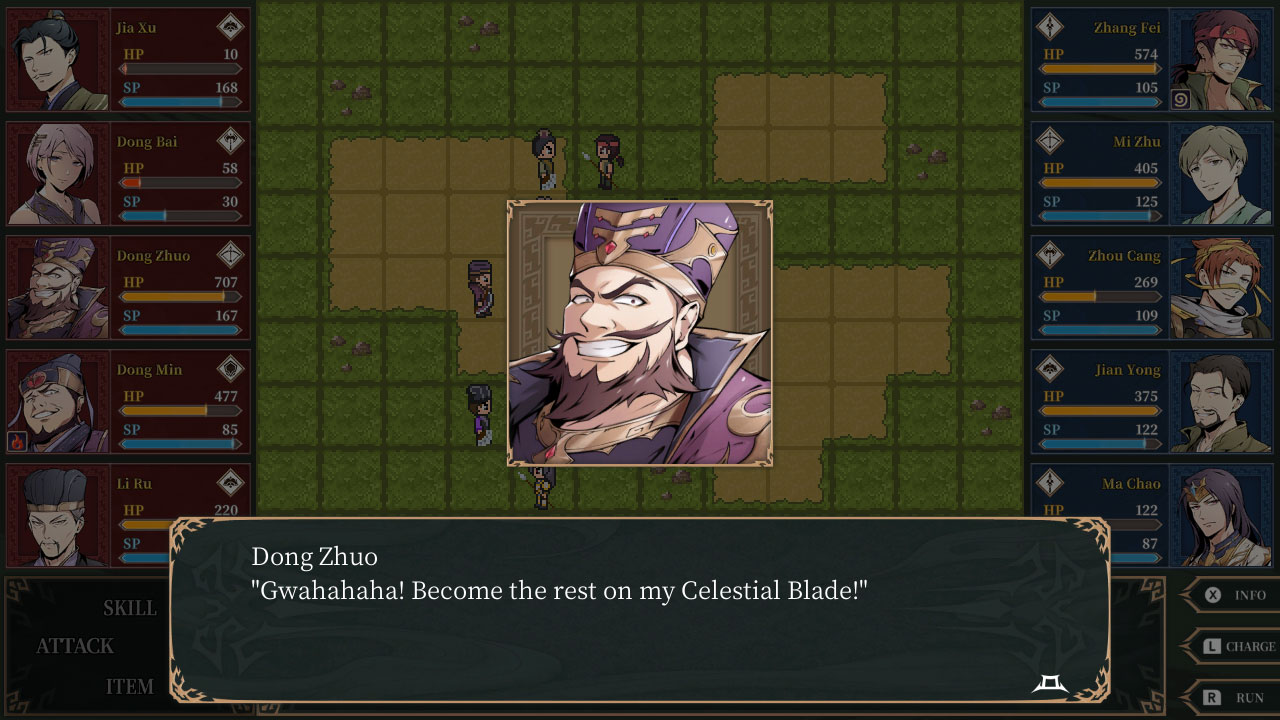 Jia Xu
HP 10
SP 168
Dong Bai
HP 58
SP 30
Dong Zhuo
HP 707
SP 167
Dong Min
HP 477
SP 85
Li Ru
HP 220
SP
Zhang Fei
HP 574
SP 105
Mi Zhu
HP 405
SP 125
Zhou Cang
HP 269
SP 109
Jian Yong
HP 375
SP 122
Ma Chao
HP 122
87
Dong Zhuo
"Gwahahaha! Become the rest on my Celestial Blade!"
SKILL
ATTACK
ITEM
X INFO
L CHARGE
R RUN